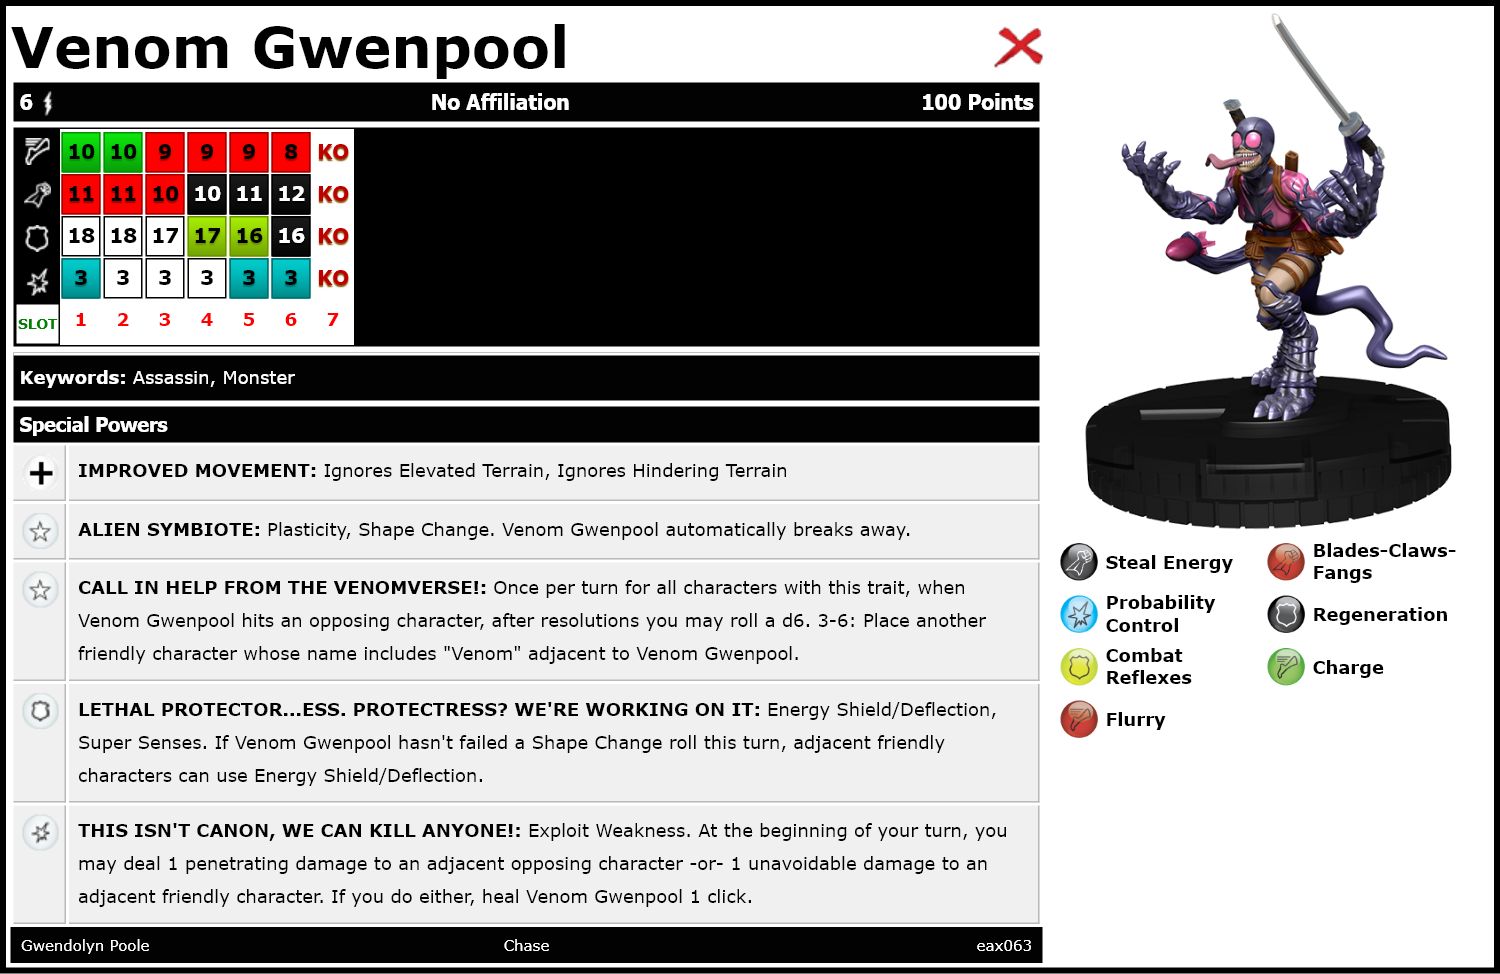 Venom Gwenpool
6 No Affiliation 100 Points
10 10 9 9 9 8 KO
11 11 10 10 11 12 KO
18 18 17 17 16 16 KO
3 3 3 3 3 3 KO
SLOT 1 2 3 4 5 6 7
Keywords: Assassin, Monster
Special Powers
IMPROVED MOVEMENT: Ignores Elevated Terrain, Ignores Hindering Terrain
ALIEN SYMBIOTE: Plasticity, Shape Change. Venom Gwenpool automatically breaks away.
CALL IN HELP FROM THE VENOMVERSE!: Once per turn for all characters with this trait, when
Venom Gwenpool hits an opposing character, after resolutions you may roll a d6. 3-6: Place another
friendly character whose name includes "Venom" adjacent to Venom Gwenpool.
LETHAL PROTECTOR...ESS. PROTECTRESS? WE'RE WORKING ON IT: Energy Shield/Deflection,
Super Senses. If Venom Gwenpool hasn't failed a Shape Change roll this turn, adjacent friendly
characters can use Energy Shield/Deflection.
THIS ISN'T CANON, WE CAN KILL ANYONE!: Exploit Weakness. At the beginning of your turn, you
may deal 1 penetrating damage to an adjacent opposing character -or- 1 unavoidable damage to an
adjacent friendly character. If you do either, heal Venom Gwenpool 1 click.
Gwendolyn Poole Chase eax063
Steal Energy
Blades-Claws-
Fangs
Probability
Control
Regeneration
Combat
Reflexes
Charge
Flurry